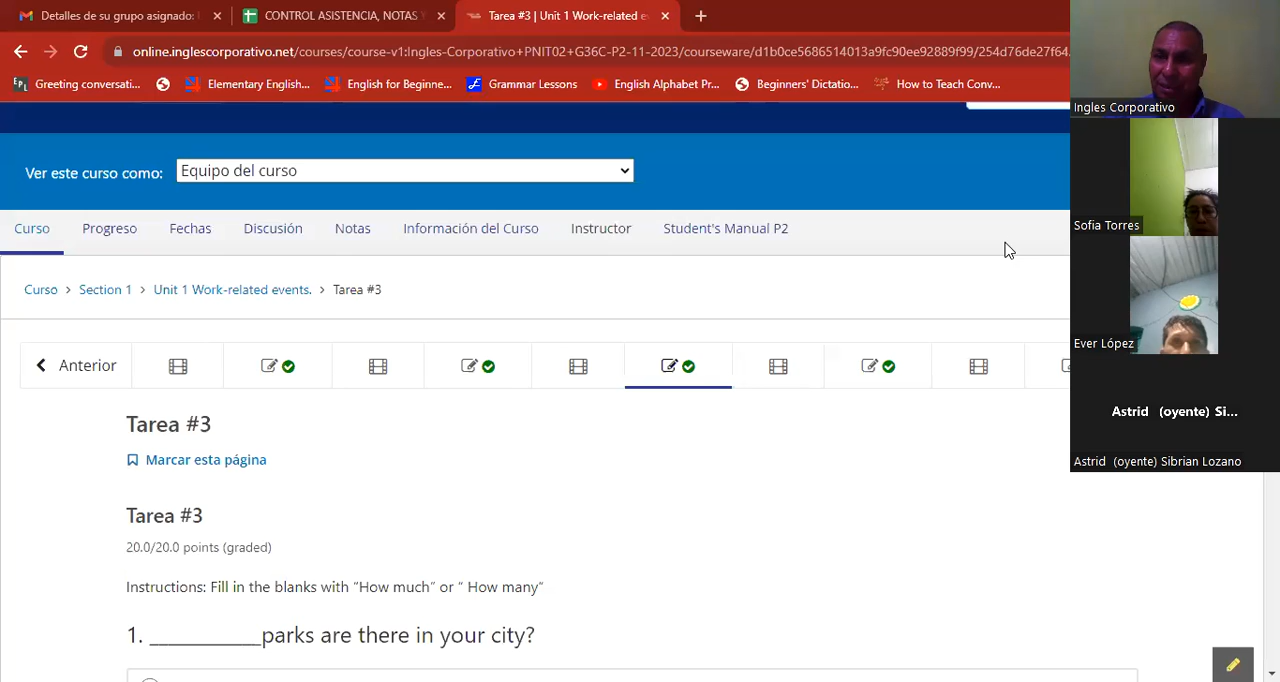 Detalles de su grupo asignado:
CONTROL ASISTENCIA, NOTAS Y
Tarea #3 | Unit 1 Work-related e
online.inglescorporativo.net/courses/course-v1:Ingles-Corporativo+PNIT02+G36C-P2-11-2023/courseware/d1b0ce5686514013a9fc90ee92889f99/254d76de27f64
Greeting conversati...
Elementary English...
English for Beginne...
Grammar Lessons
English Alphabet Pr...
Beginners' Dictatio...
How to Teach Conv...
Ingles Corporativo
Sofia Torres
Ever López
Astrid (oyente) Si...
Astrid (oyente) Sibrian Lozano
Ver este curso como:
Equipo del curso
Curso
Progreso
Fechas
Discusión
Notas
Información del Curso
Instructor
Student's Manual P2
Curso > Section 1 > Unit 1 Work-related events. > Tarea #3
Anterior
Tarea #3
Marcar esta página
Tarea #3
20.0/20.0 points (graded)
Instructions: Fill in the blanks with “How much” or “ How many”
1. ___________parks are there in your city?